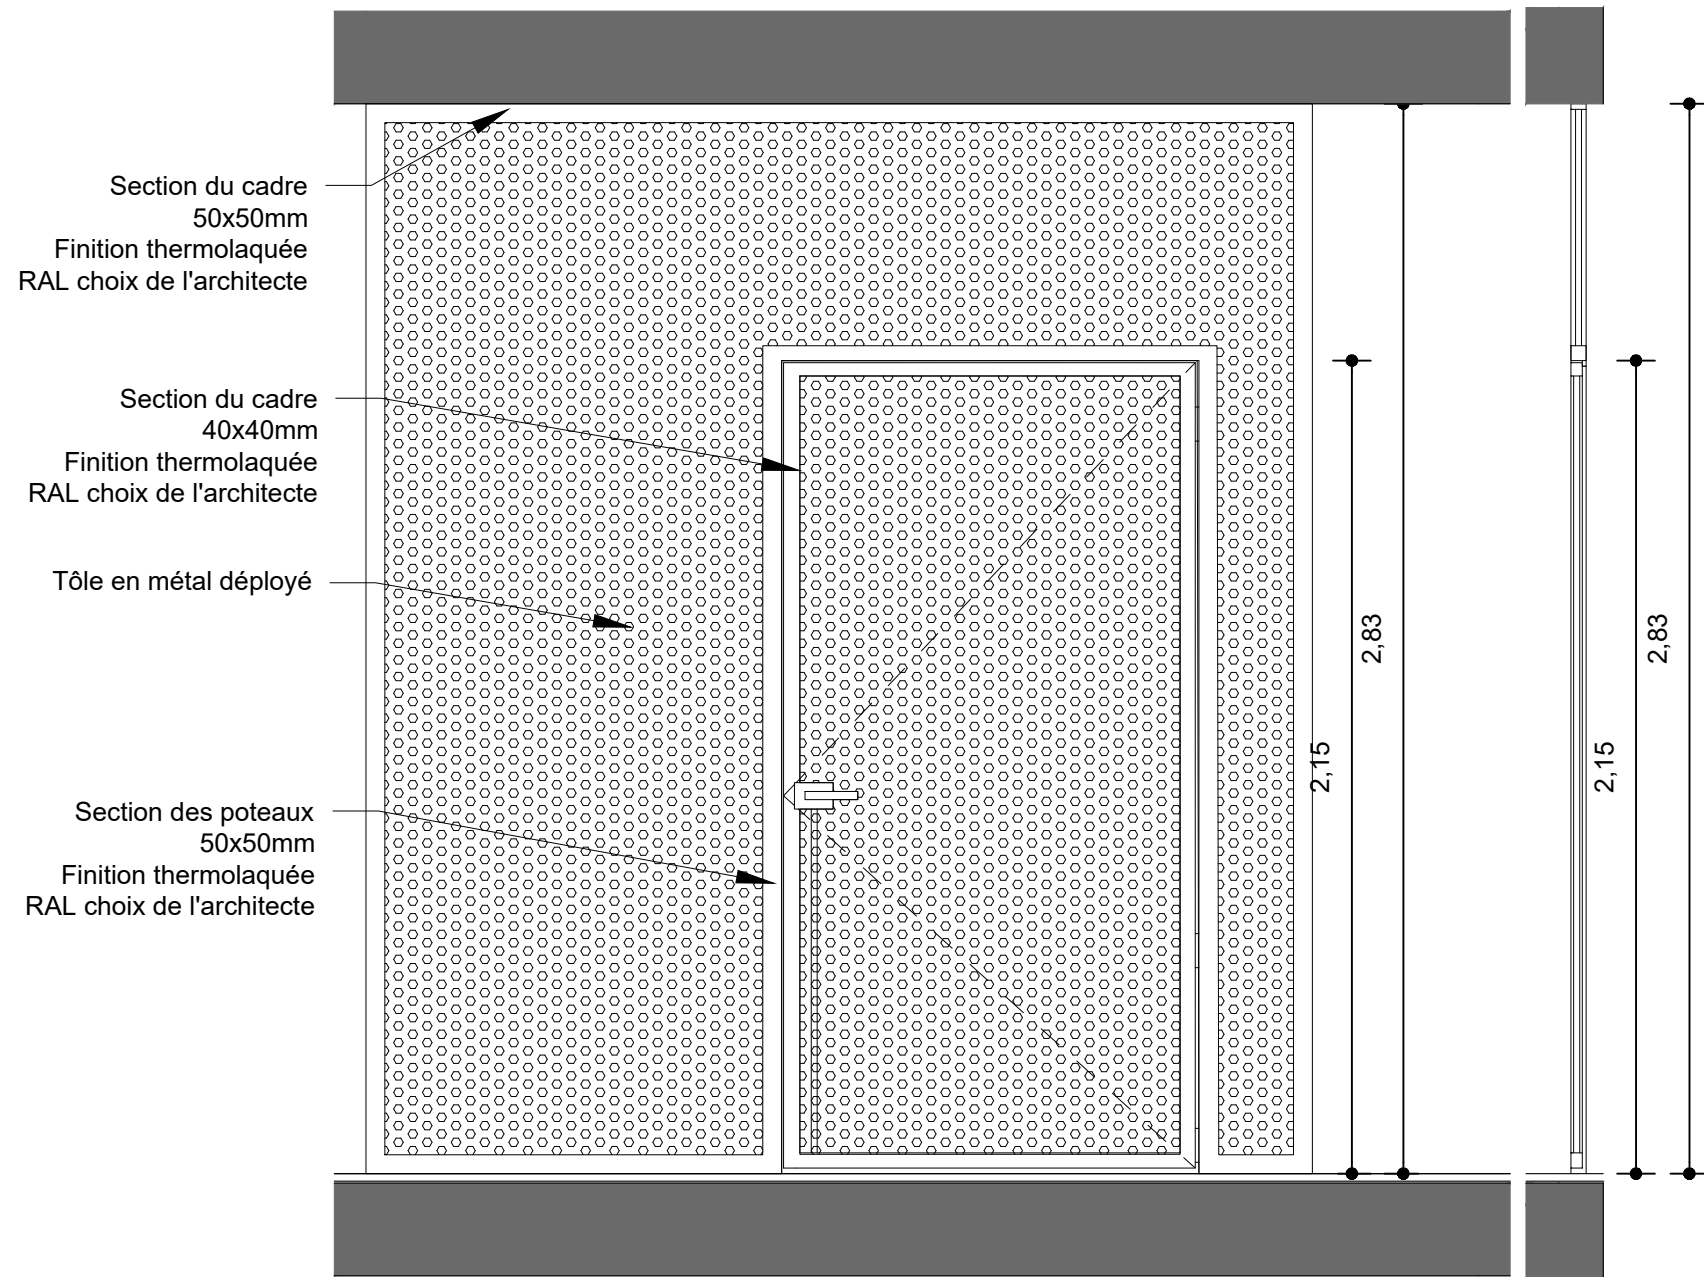 Section du cadre
50x50mm
Finition thermolaquée
RAL choix de l'architecte
Section du cadre
40x40mm
Finition thermolaquée
RAL choix de l'architecte
Tôle en métal déployé
Section des poteaux
50x50mm
Finition thermolaquée
RAL choix de l'architecte
2,15
2,83
2,15
2,83